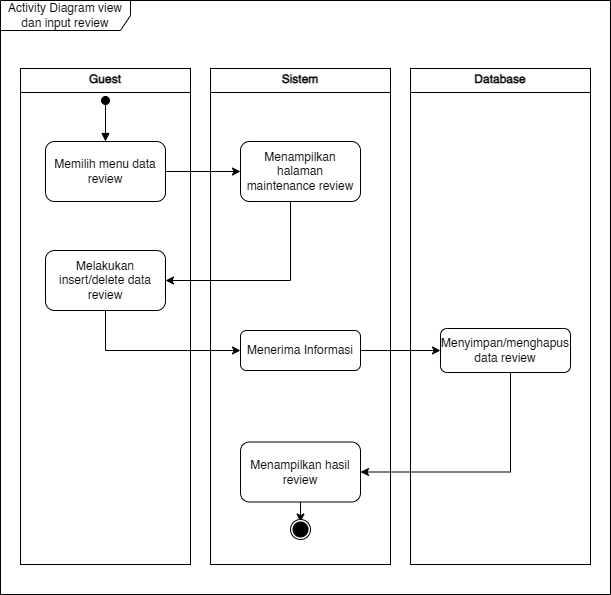 Activity Diagram view
dan input review
Guest
Sistem
Database
Memilih menu data
review
Menampilkan
halaman
maintenance review
Melakukan
insert/delete data
review
Menerima Informasi
Menyimpan/menghapus
data review
Menampilkan hasil
review